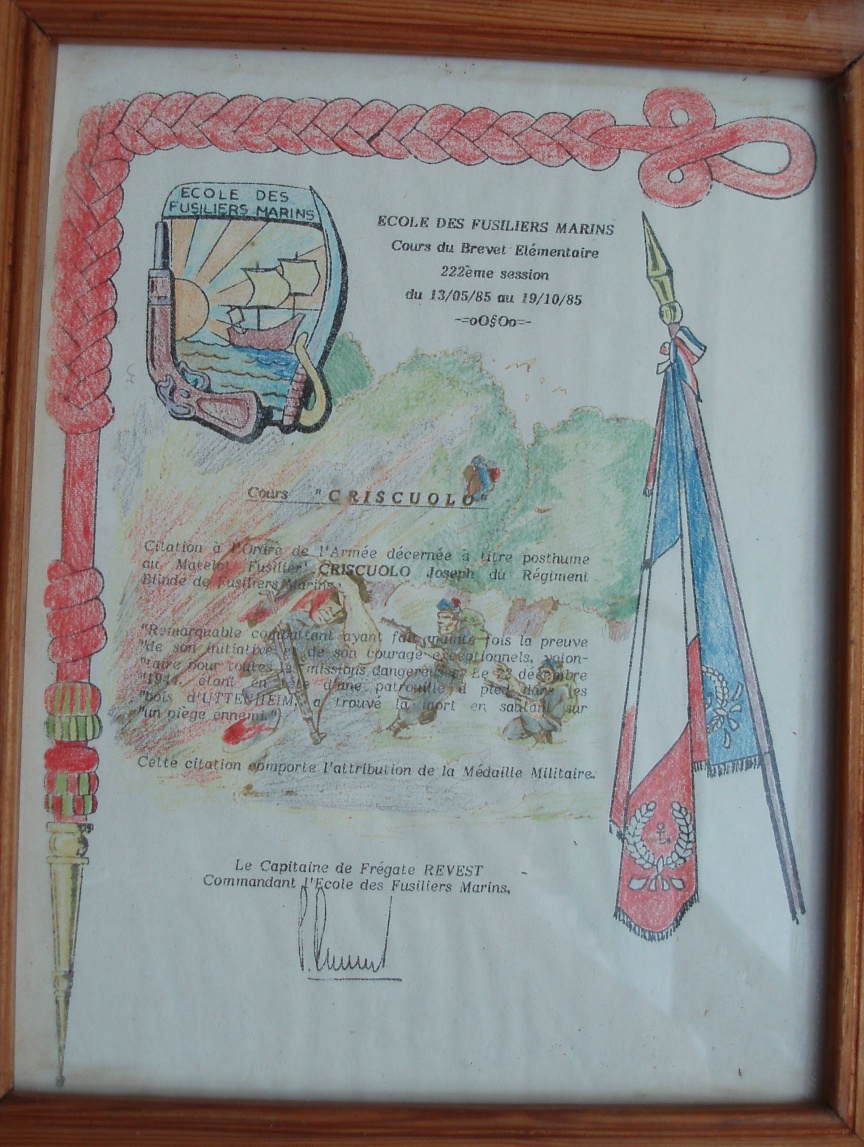 ECOLE DES
FUSILIERS MARINS
ECOLE DES FUSILIERS MARINS
Cours du Brevet Elémentaire
222ème session
du 13/05/85 au 19/10/85
-=oO§Oo=-
Cours "CRISCUOLO"
Citation à l'Ordre de l'Armée décernée à titre posthume
au Matelot Fusilier CRISCUOLO Joseph du Régiment
Blindé de Fusiliers Marins.
"Remarquable combattant ayant fait mainte fois la preuve
"de son initiative et de son courage exceptionnels, volon-
"taire pour toutes les missions dangereuses. Le 22 décembre
"1944, étant en tête d'une patrouille à pied dans les
"bois d'UTTENHEIM, a trouvé la mort en sautant sur
"un piège ennemi."
Cette citation comporte l'attribution de la Médaille Militaire.
Le Capitaine de Frégate REVEST
Commandant l'Ecole des Fusiliers Marins,